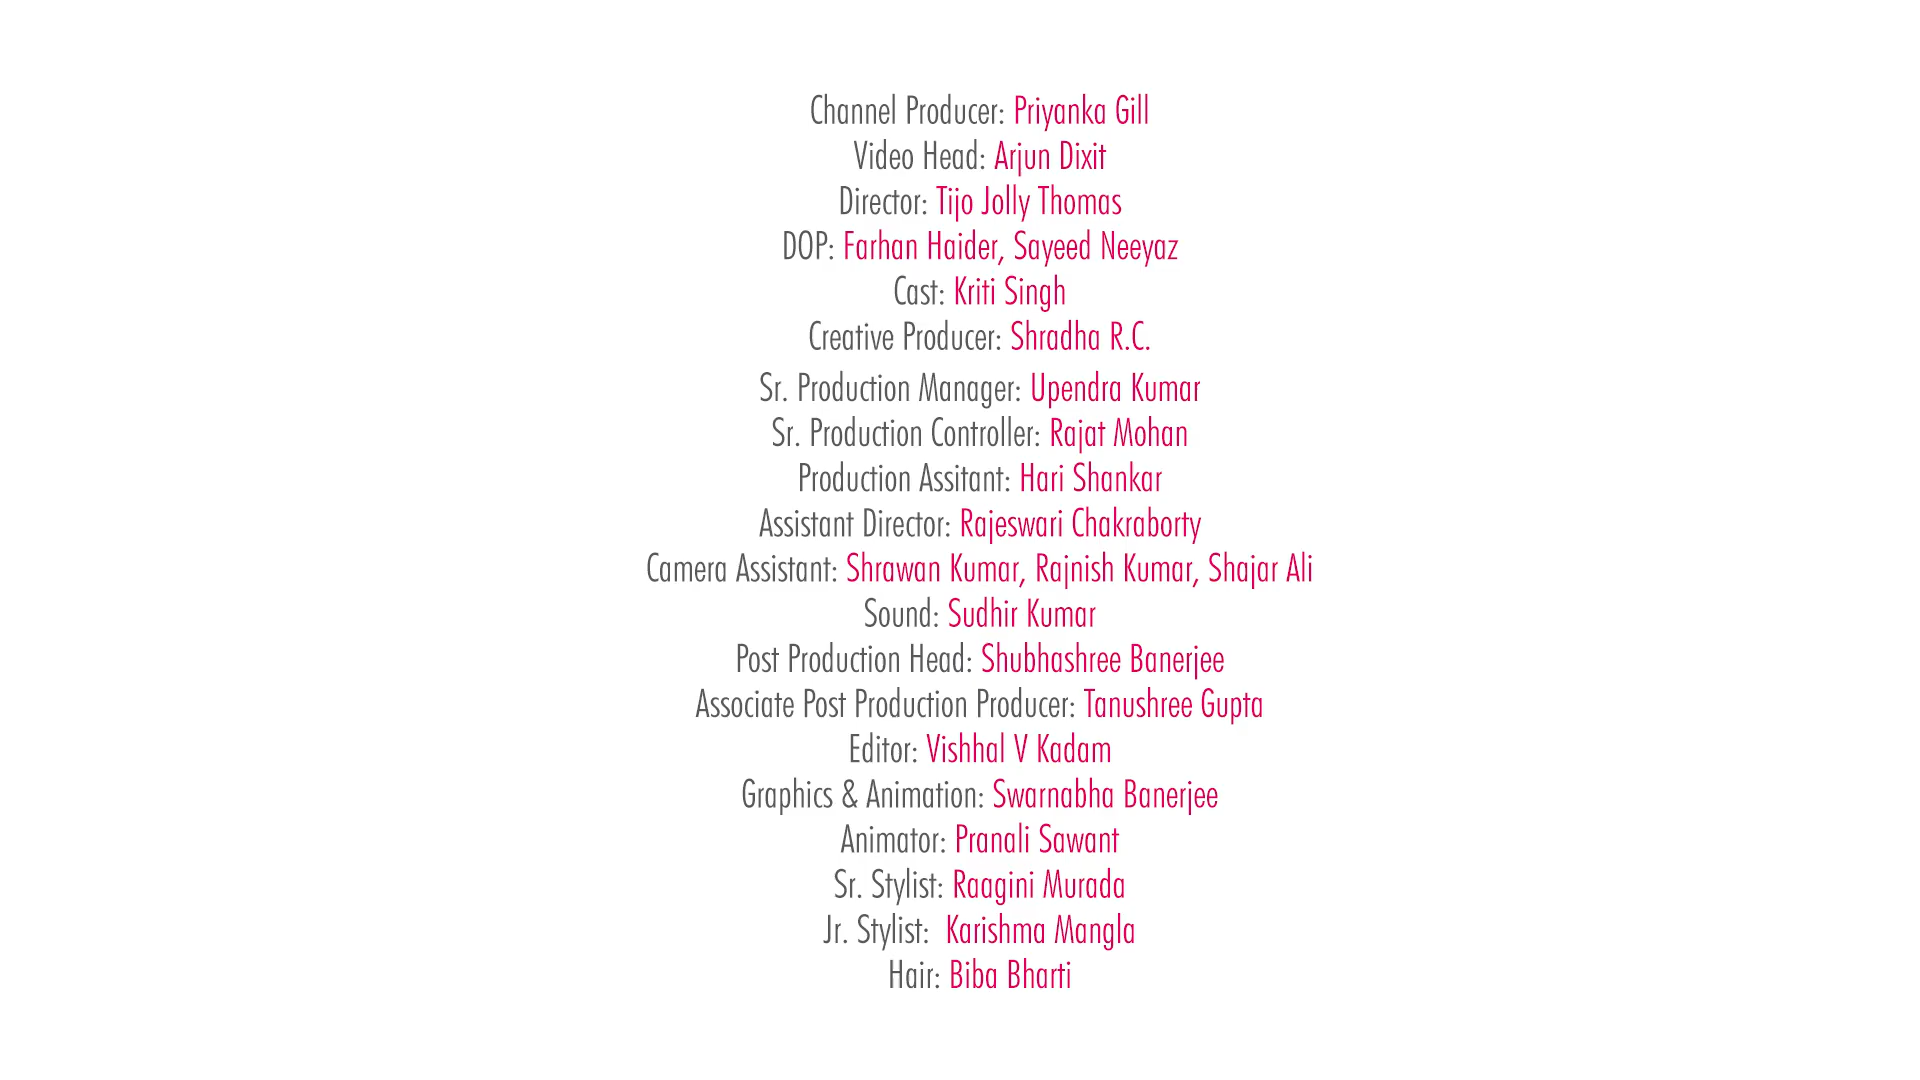 Channel Producer: Priyanka Gill
Video Head: Arjun Dixit
Director: Tijo Jolly Thomas
DOP: Farhan Haider, Sayeed Neeyaz
Cast: Kriti Singh
Creative Producer: Shradha R.C.
Sr. Production Manager: Upendra Kumar
Sr. Production Controller: Rajat Mohan
Production Assitant: Hari Shankar
Assistant Director: Rajeswari Chakraborty
Camera Assistant: Shrawan Kumar, Rajnish Kumar, Shajar Ali
Sound: Sudhir Kumar
Post Production Head: Shubhashree Banerjee
Associate Post Production Producer: Tanushree Gupta
Editor: Vishhal V Kadam
Graphics & Animation: Swarnabha Banerjee
Animator: Pranali Sawant
Sr. Stylist: Raagini Murada
Jr. Stylist: Karishma Mangla
Hair: Biba Bharti